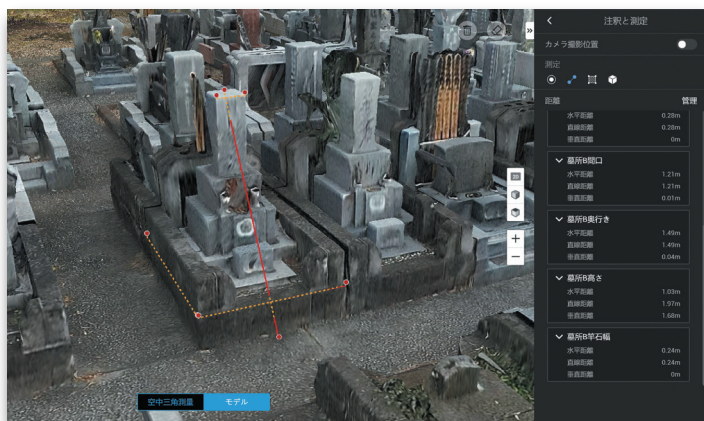 注釈と測定
カメラ撮影位置
測定
距離 管理
水平距離 0.28m
直線距離 0.28m
垂直距離 0m
墓所B間口
水平距離 1.21m
直線距離 1.21m
垂直距離 0.01m
墓所B奥行き
水平距離 1.49m
直線距離 1.49m
垂直距離 0.04m
墓所B高さ
水平距離 1.03m
直線距離 1.97m
垂直距離 1.68m
墓所B竿石幅
水平距離 0.24m
直線距離 0.24m
垂直距離 0m
空中三角測量 モデル